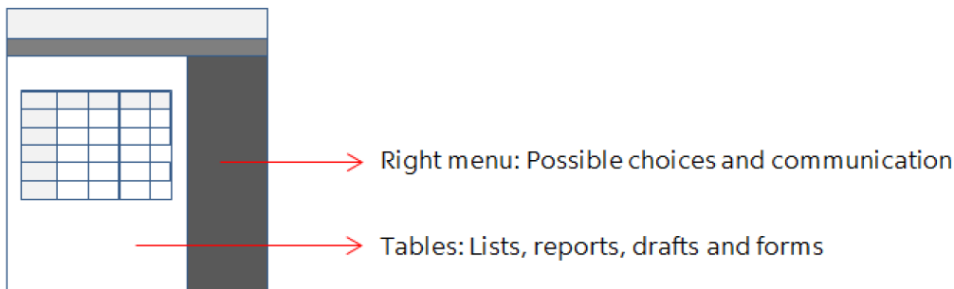 Right menu: Possible choices and communication
Tables: Lists, reports, drafts and forms